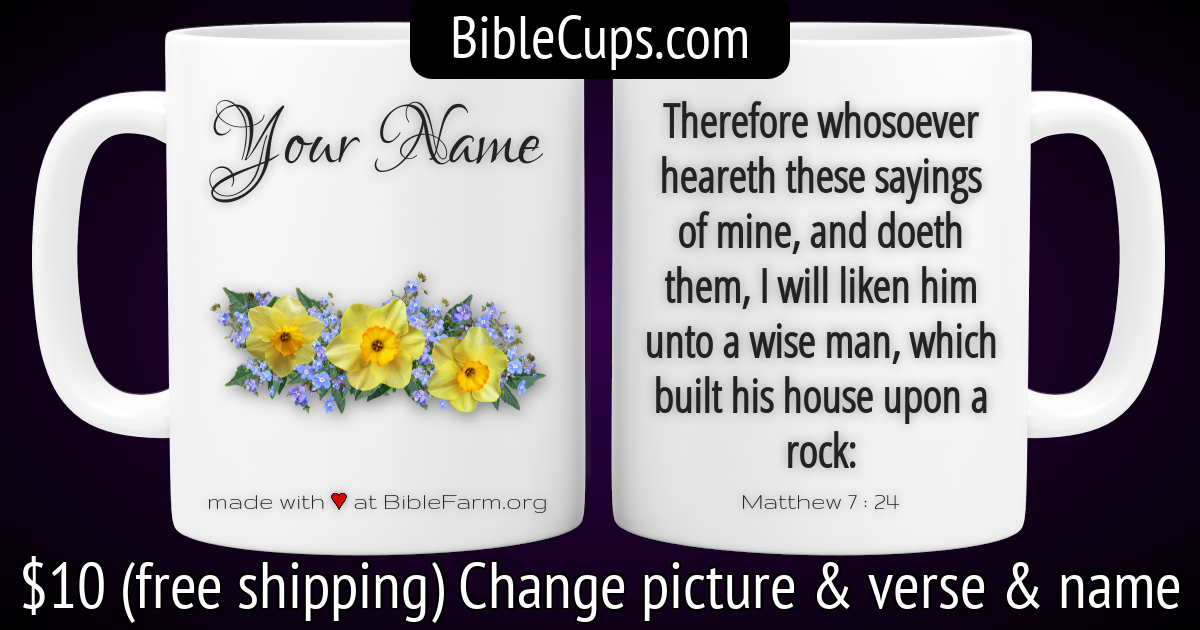 BibleCups.com
Your Name
made with ♥ at BibleFarm.org
Therefore whosoever
heareth these sayings
of mine, and doeth
them, I will liken him
unto a wise man, which
built his house upon a
rock:
Matthew 7 : 24
$10 (free shipping) Change picture & verse & name